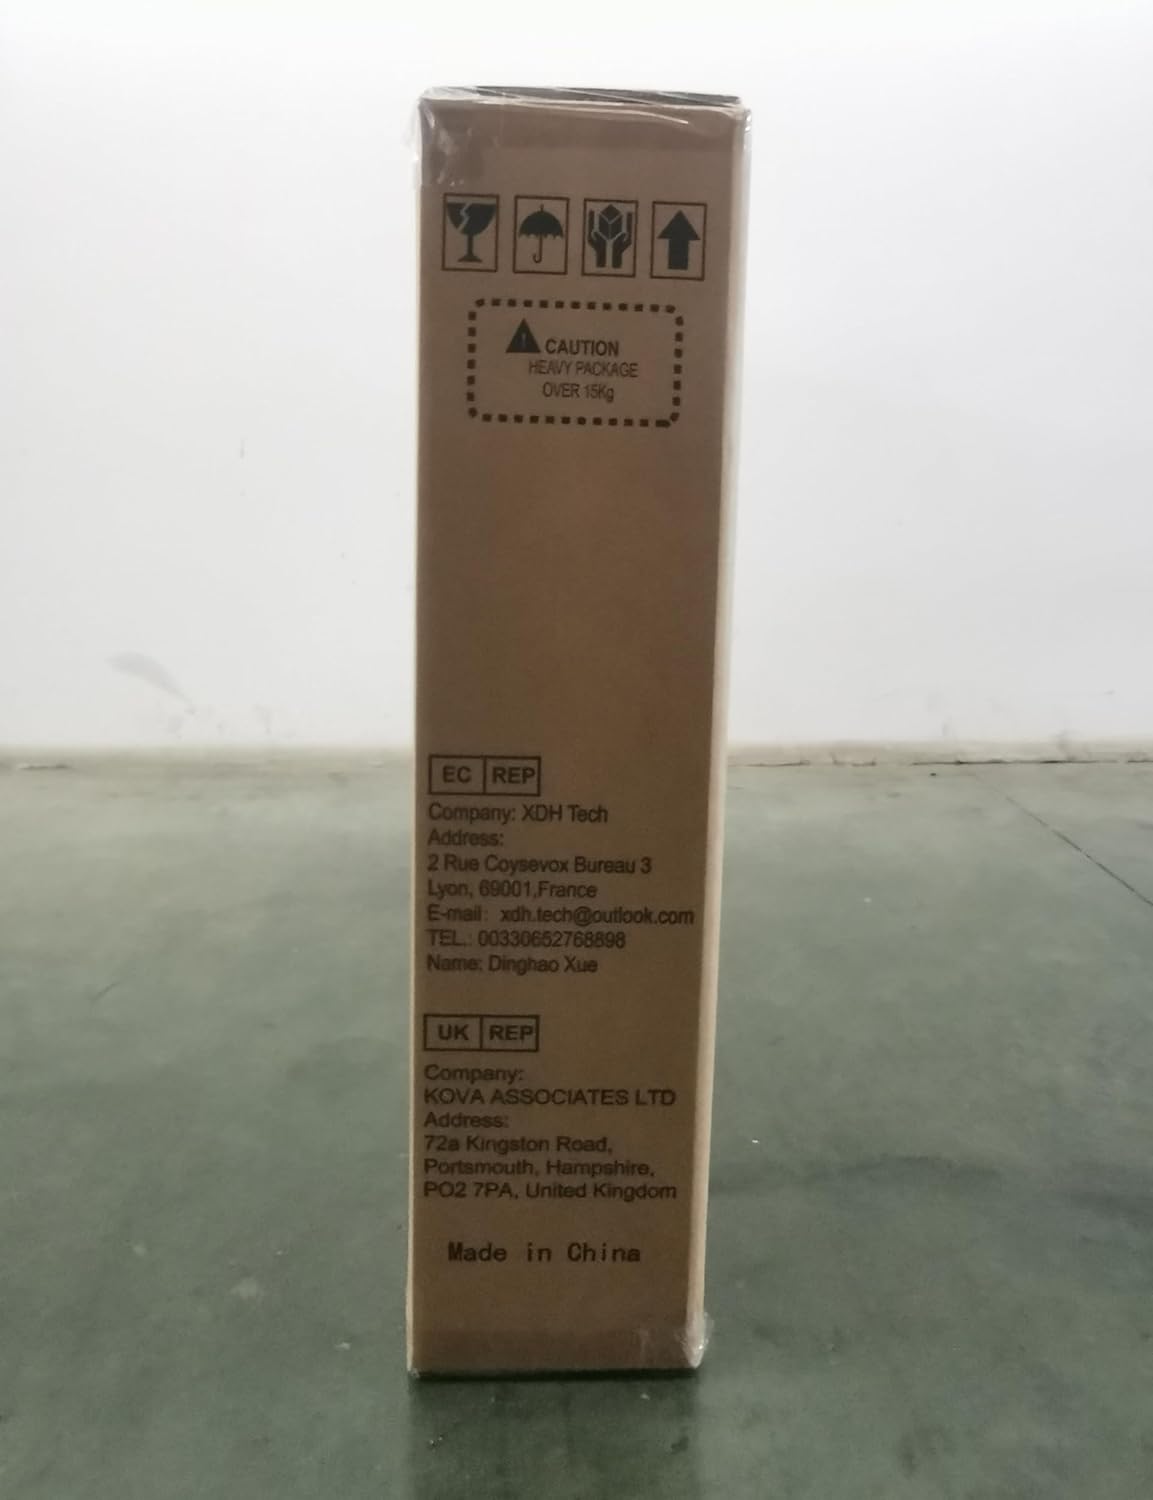 CAUTION
HEAVY PACKAGE
OVER 15Kg
EC REP
Company: XDH Tech
Address:
2 Rue Coysevox Bureau 3
Lyon, 69001,France
E-mail: xdh.tech@outlook.com
TEL.: 00330652768898
Name: Dinghao Xue
UK REP
Company:
KOVA ASSOCIATES LTD
Address:
72a Kingston Road,
Portsmouth, Hampshire,
PO2 7PA, United Kingdom
Made in China